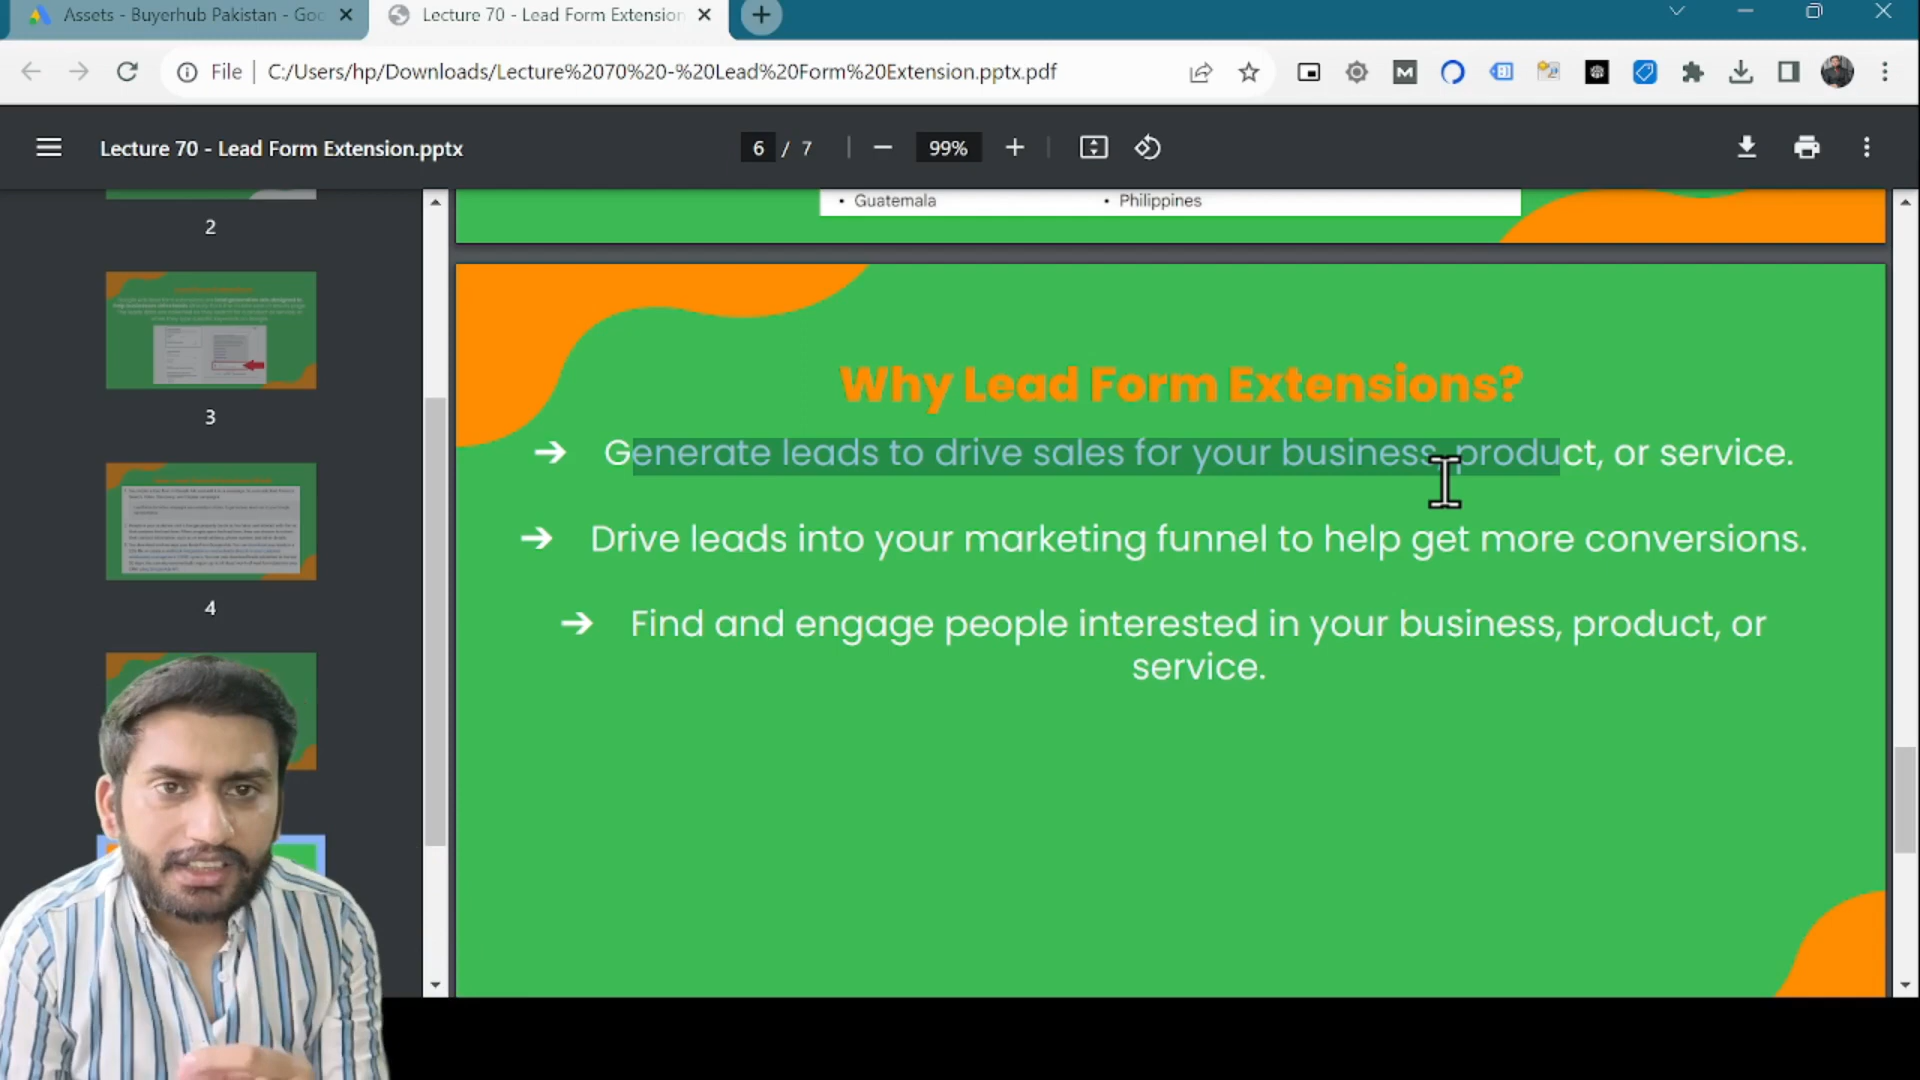 Assets - Buyerhub Pakistan - Goo
Lecture 70 - Lead Form Extension
File
C:/Users/hp/Downloads/Lecture%2070%20-%20Lead%20Form%20Extension.pptx.pdf
Lecture 70 - Lead Form Extension.pptx
6 / 7
99%
2
3
4
• Guatemala
• Philippines
Why Lead Form Extensions?
➔ Generate leads to drive sales for your business, product, or service.
➔ Drive leads into your marketing funnel to help get more conversions.
➔ Find and engage people interested in your business, product, or
service.